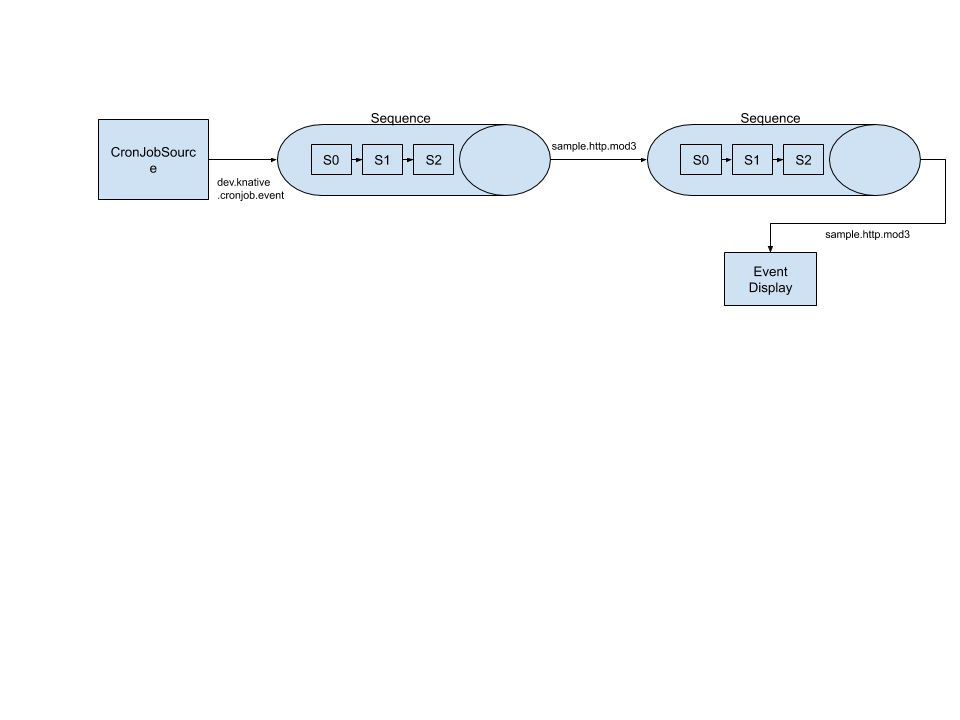 Sequence
Sequence
CronJobSourc
e
S0
S1
S2
sample.http.mod3
S0
S1
S2
dev.knative
.cronjob.event
sample.http.mod3
Event
Display